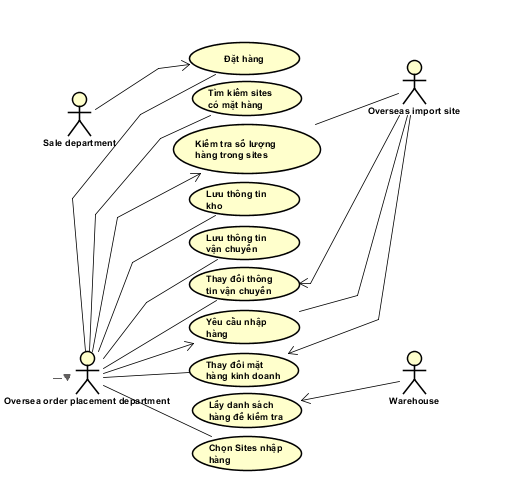 Đặt hàng
Tìm kiếm sites
có mặt hàng
Overseas import site
Sale department
Kiểm tra số lượng
hàng trong sites
Lưu thông tin
kho
Lưu thông tin
vận chuyển
Thay đổi thông
tin vận chuyển
Yêu cầu nhập
hàng
Thay đổi mặt
hàng kinh doanh
Oversea order placement department
Warehouse
Lấy danh sách
hàng để kiểm tra
Chọn Sites nhập
hàng